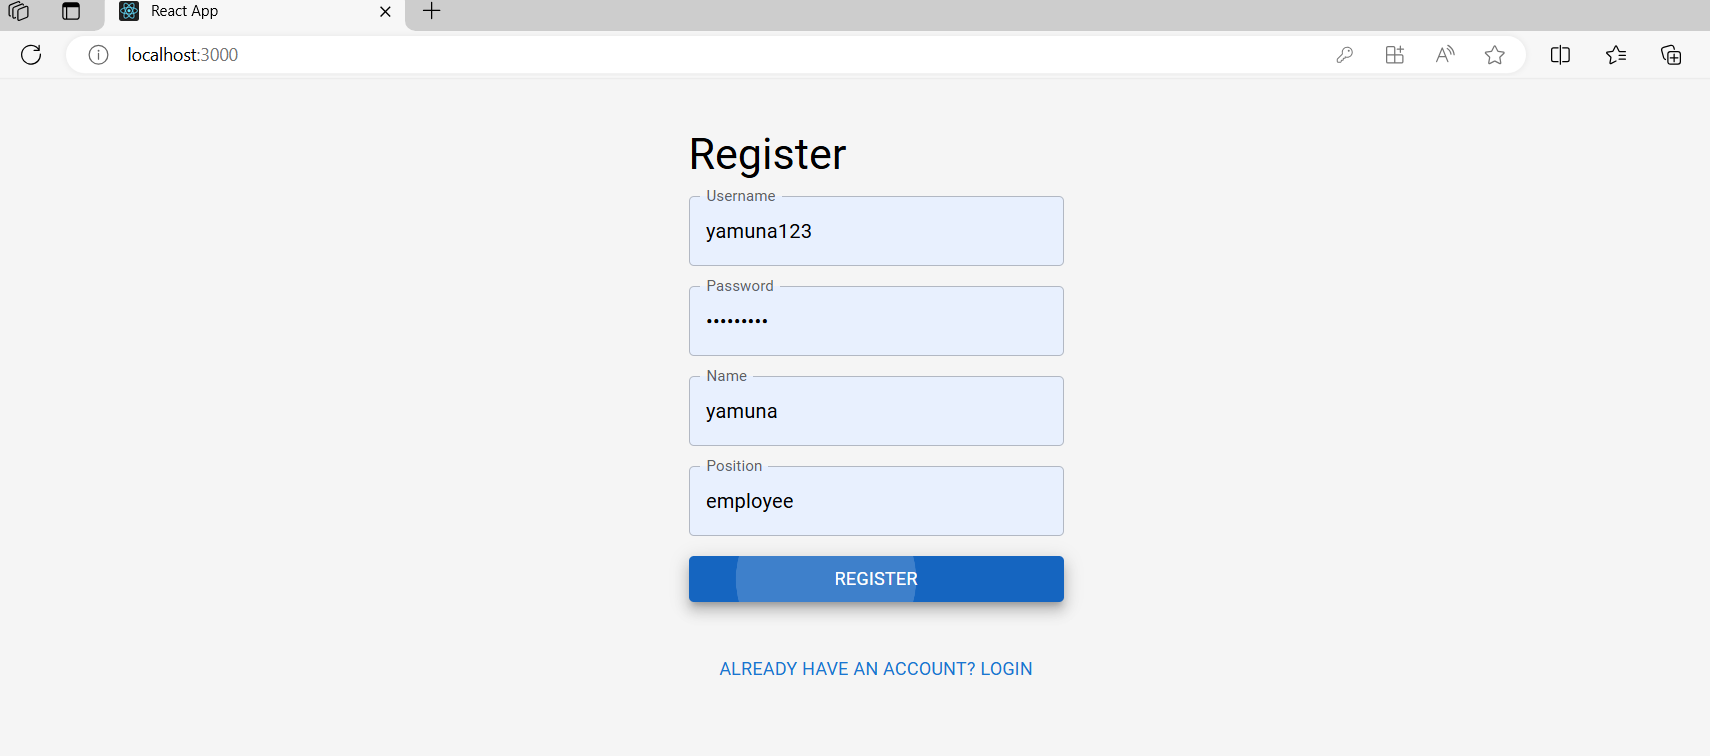 React App
localhost:3000
Register
Username
yamuna123
Password
•••••••••
Name
yamuna
Position
employee
REGISTER
ALREADY HAVE AN ACCOUNT? LOGIN